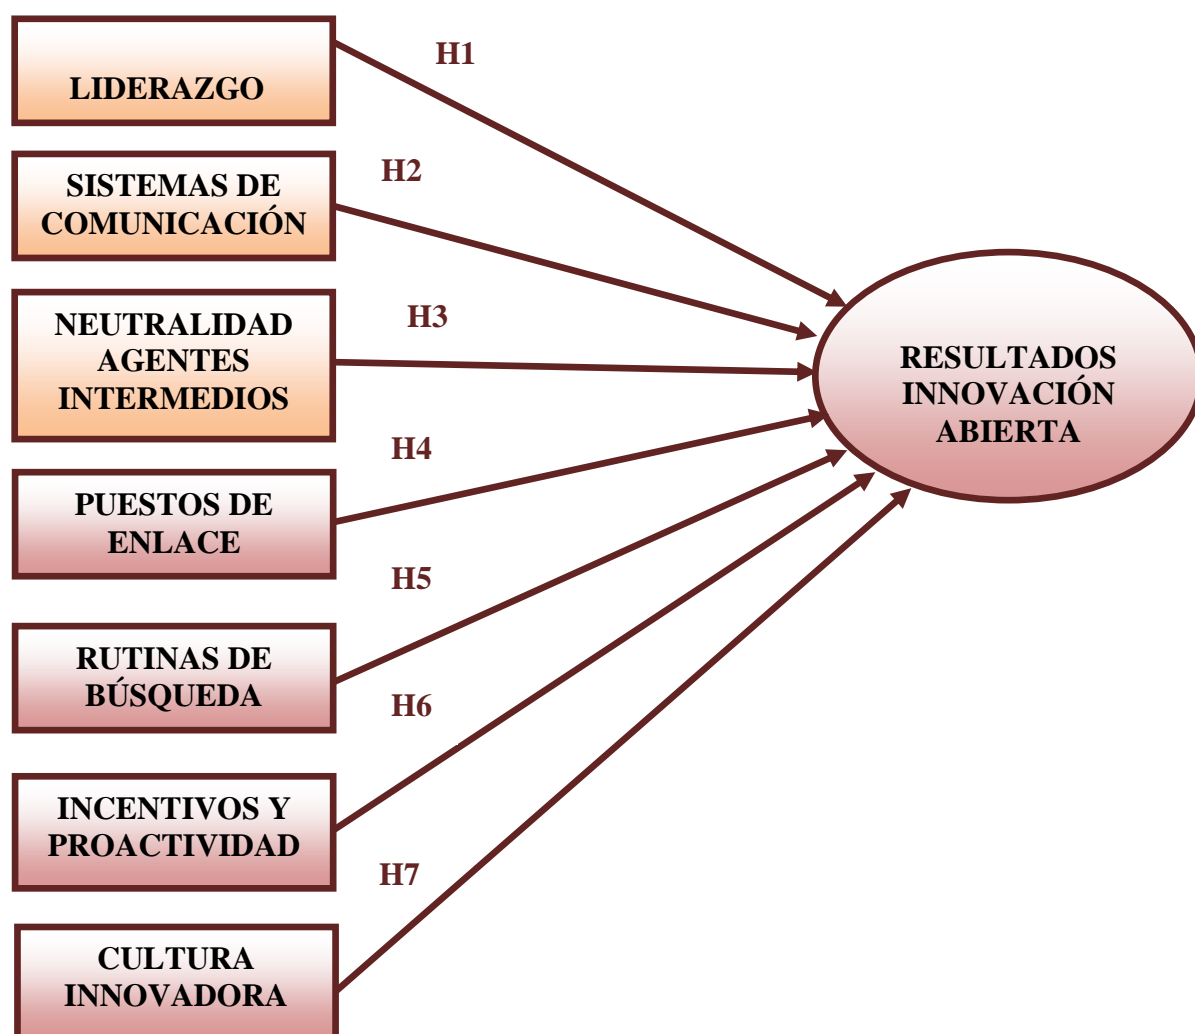 LIDERAZGO
H1
SISTEMAS DE
COMUNICACIÓN
H2
NEUTRALIDAD
AGENTES
INTERMEDIOS
H3
PUESTOS DE
ENLACE
H4
RUTINAS DE
BÚSQUEDA
H5
INCENTIVOS Y
PROACTIVIDAD
H6
CULTURA
INNOVADORA
H7
RESULTADOS
INNOVACIÓN
ABIERTA